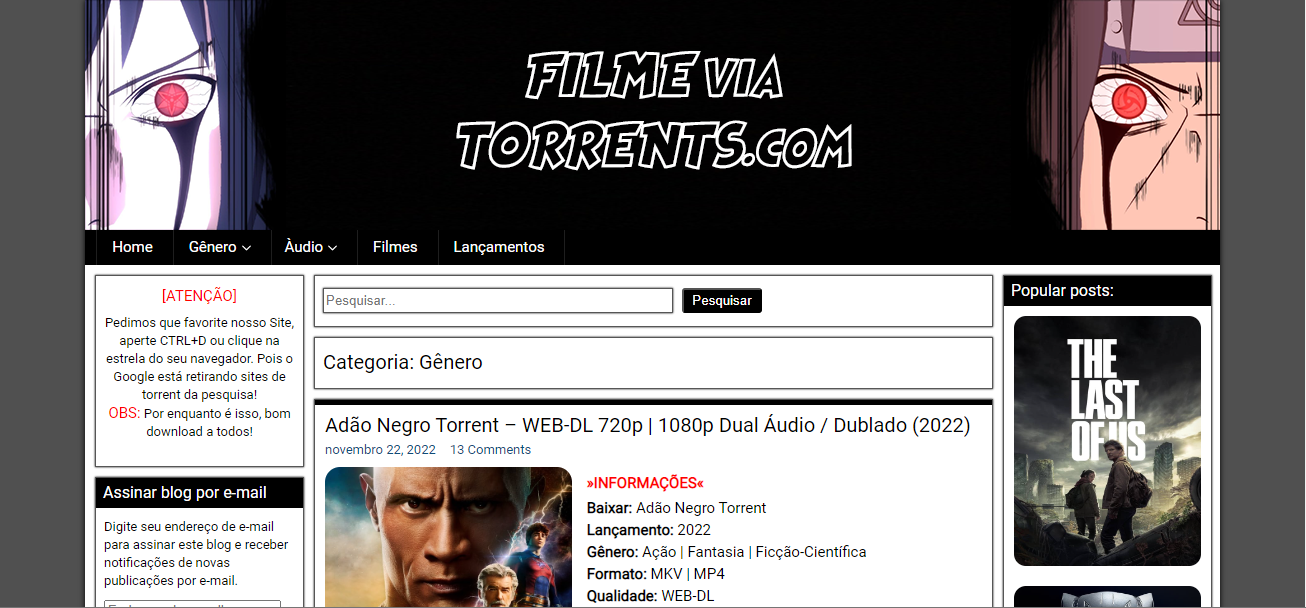 FILME VIA
TORRENTS.COM
Home
Gênero
Àudio
Filmes
Lançamentos
[ATENÇÃO]
Pedimos que favorite nosso Site,
aperte CTRL+D ou clique na
estrela do seu navegador. Pois o
Google está retirando sites de
torrent da pesquisa!
OBS: Por enquanto é isso, bom
download a todos!
Assinar blog por e-mail
Digite seu endereço de e-mail
para assinar este blog e receber
notificações de novas
publicações por e-mail.
Pesquisar...
Pesquisar
Categoria: Gênero
Adão Negro Torrent – WEB-DL 720p | 1080p Dual Áudio / Dublado (2022)
novembro 22, 2022
13 Comments
»INFORMAÇÕES«
Baixar: Adão Negro Torrent
Lançamento: 2022
Gênero: Ação | Fantasia | Ficção-Científica
Formato: MKV | MP4
Qualidade: WEB-DL
Popular posts:
THE
LAST
OF US